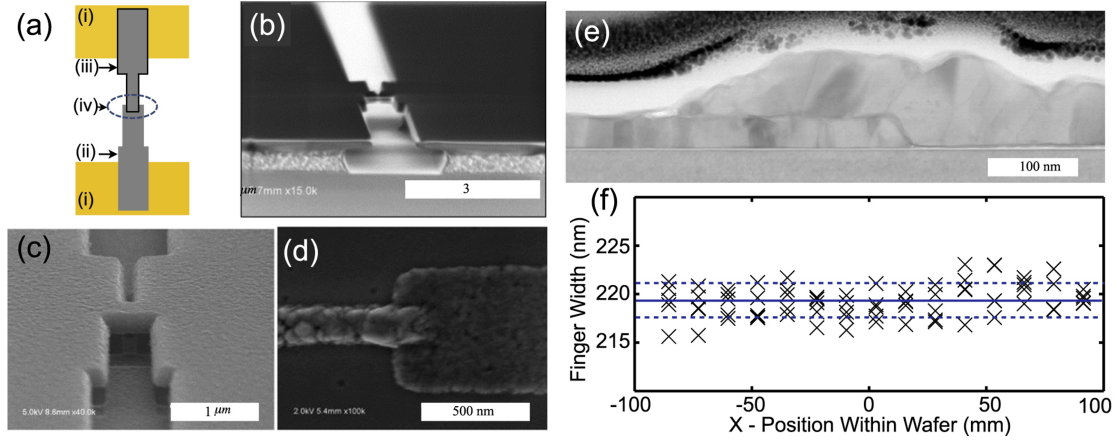 (a)
(i)
(iii)
(iv)
(ii)
(i)
(b)
μm 7mm x15.0k
3
(c)
5.0kV 8.6mm x40.0k
1 μm
(d)
2.0kV 5.4mm x100k
500 nm
(e)
100 nm
(f)
Finger Width (nm)
225
220
215
210
-100
-50
0
50
100
X - Position Within Wafer (mm)